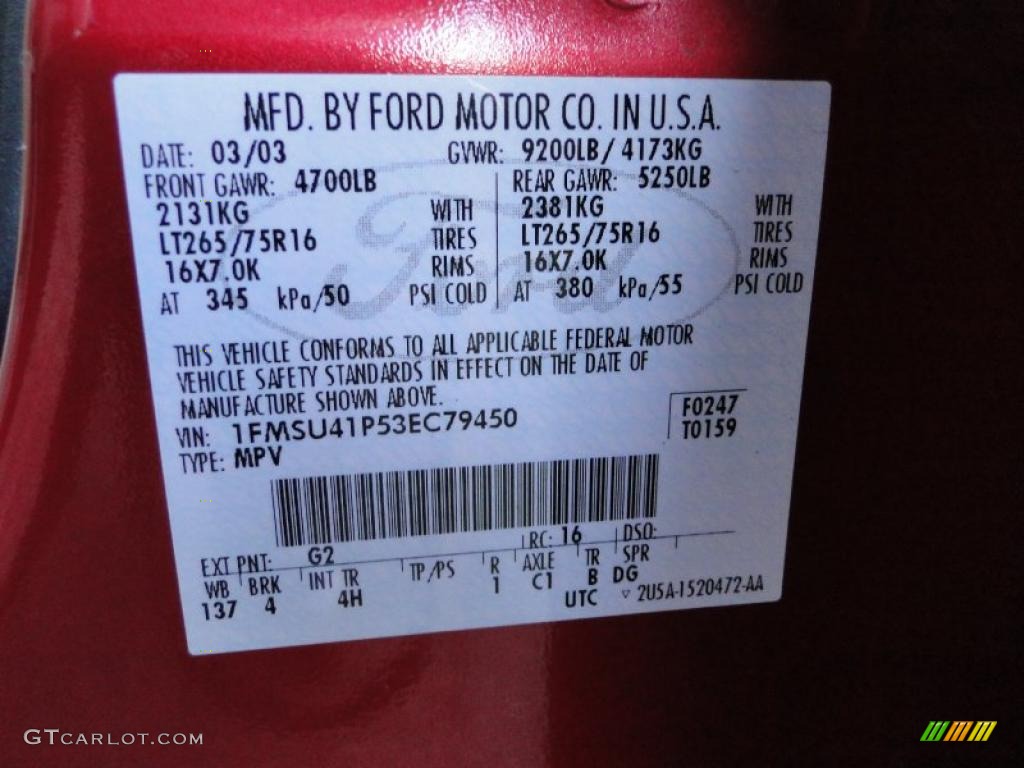 MFD. BY FORD MOTOR CO. IN U.S.A.
DATE: 03/03 GVWR: 9200LB/ 4173KG
FRONT GAWR: 4700LB REAR GAWR: 5250LB
2131KG WITH 2381KG WITH
LT265/75R16 TIRES LT265/75R16 TIRES
16X7.0K RIMS 16X7.0K RIMS
AT 345 kPa/50 PSI COLD AT 380 kPa/55 PSI COLD
Ford
THIS VEHICLE CONFORMS TO ALL APPLICABLE FEDERAL MOTOR
VEHICLE SAFETY STANDARDS IN EFFECT ON THE DATE OF
MANUFACTURE SHOWN ABOVE.
VIN: 1FMSU41P53EC79450 F0247
TYPE: MPV T0159
EXT PNT: G2 RC: 16 DSO:
WB BRK INT TR TP/PS R AXLE TR SPR
137 4 4H 1 C1 B DG
UTC ▽ 2U5A-1520472-AA
GTCARLOT.COM